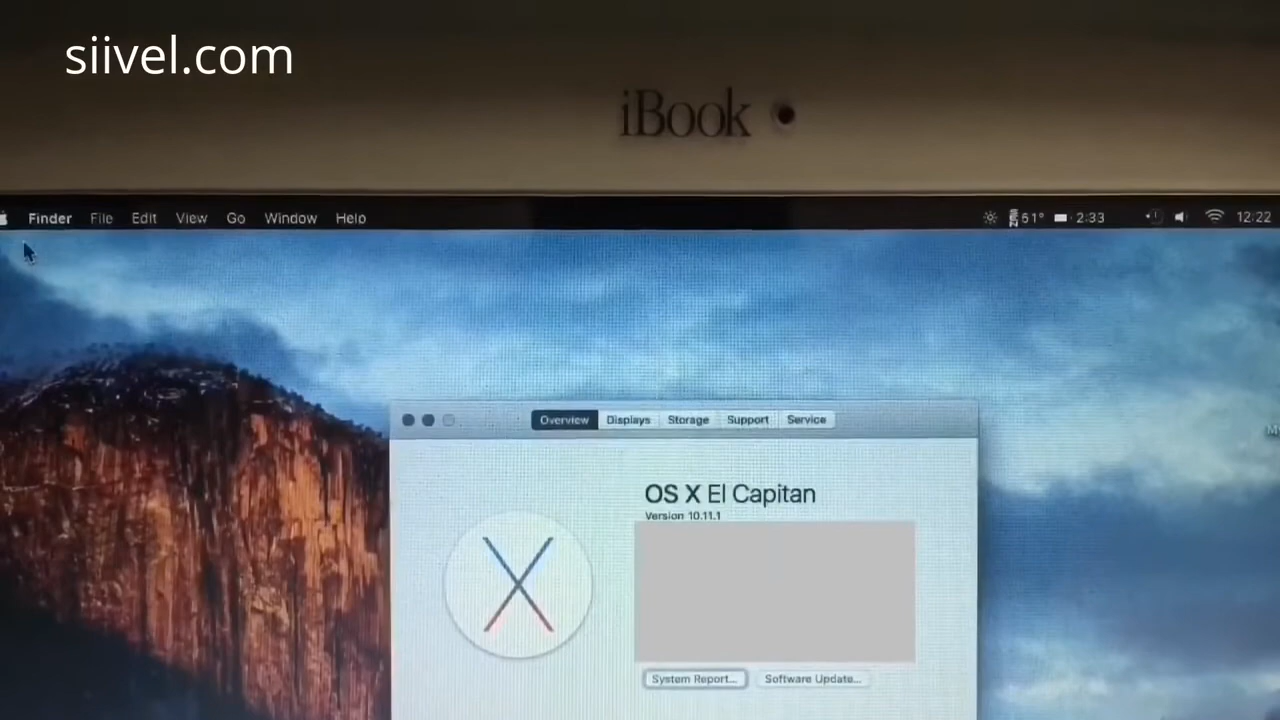 siivel.com
iBook
Finder File Edit View Go Window Help 61° 2:33 12:22
Overview Displays Storage Support Service
OS X El Capitan
Version 10.11.1
System Report... Software Update...